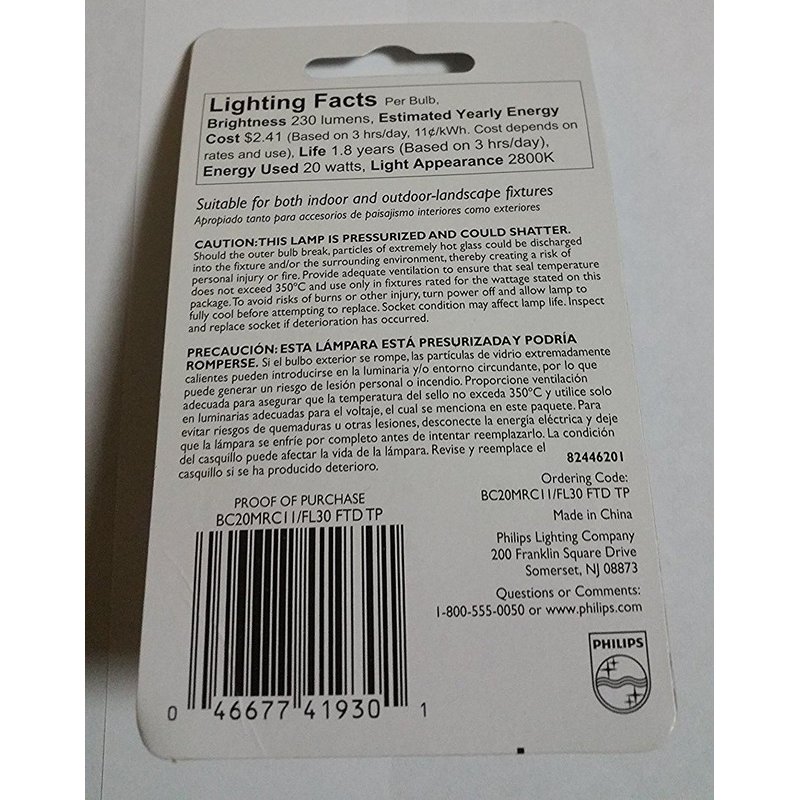 Lighting Facts Per Bulb,
Brightness 230 lumens, Estimated Yearly Energy
Cost $2.41 (Based on 3 hrs/day, 11¢/kWh. Cost depends on
rates and use), Life 1.8 years (Based on 3 hrs/day),
Energy Used 20 watts, Light Appearance 2800K
Suitable for both indoor and outdoor-landscape fixtures
Apropiado tanto para accesorios de paisajismo interiores como exteriores
CAUTION: THIS LAMP IS PRESSURIZED AND COULD SHATTER.
Should the outer bulb break, particles of extremely hot glass could be discharged
into the fixture and/or the surrounding environment, thereby creating a risk of
personal injury or fire. Provide adequate ventilation to ensure that seal temperature
does not exceed 350°C and use only in fixtures rated for the wattage stated on this
package. To avoid risks of burns or other injury, turn power off and allow lamp to
fully cool before attempting to replace. Socket condition may affect lamp life. Inspect
and replace socket if deterioration has occurred.
PRECAUCIÓN: ESTA LÁMPARA ESTÁ PRESURIZADA Y PODRÍA
ROMPERSE. Si el bulbo exterior se rompe, las partículas de vidrio extremadamente
calientes pueden introducirse en la luminaria y/o entorno circundante, por lo que
puede generar un riesgo de lesión personal o incendio. Proporcione ventilación
adecuada para asegurar que la temperatura del sello no exceda 350°C y utilice solo
en luminarias adecuadas para el voltaje, el cual se menciona en este paquete. Para
evitar riesgos de quemaduras u otras lesiones, desconecte la energía eléctrica y deje
que la lámpara se enfríe por completo antes de intentar reemplazarlo. La condición
del casquillo puede afectar la vida de la lámpara. Revise y reemplace el
casquillo si se ha producido deterioro.
82446201
Ordering Code:
BC20MRC11/FL30 FTD TP
Made in China
Philips Lighting Company
200 Franklin Square Drive
Somerset, NJ 08873
Questions or Comments:
1-800-555-0050 or www.philips.com
PROOF OF PURCHASE
BC20MRC11/FL30 FTD TP
0 46677 41930 1
PHILIPS